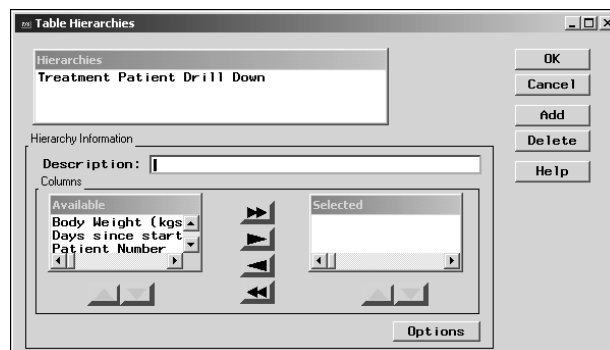 Table Hierarchies
Hierarchies
Treatment Patient Drill Down
OK
Cancel
Add
Delete
Help
Hierarchy Information
Description:
Columns
Available
Body Weight (kgs
Days since start
Patient Number
Selected
Options